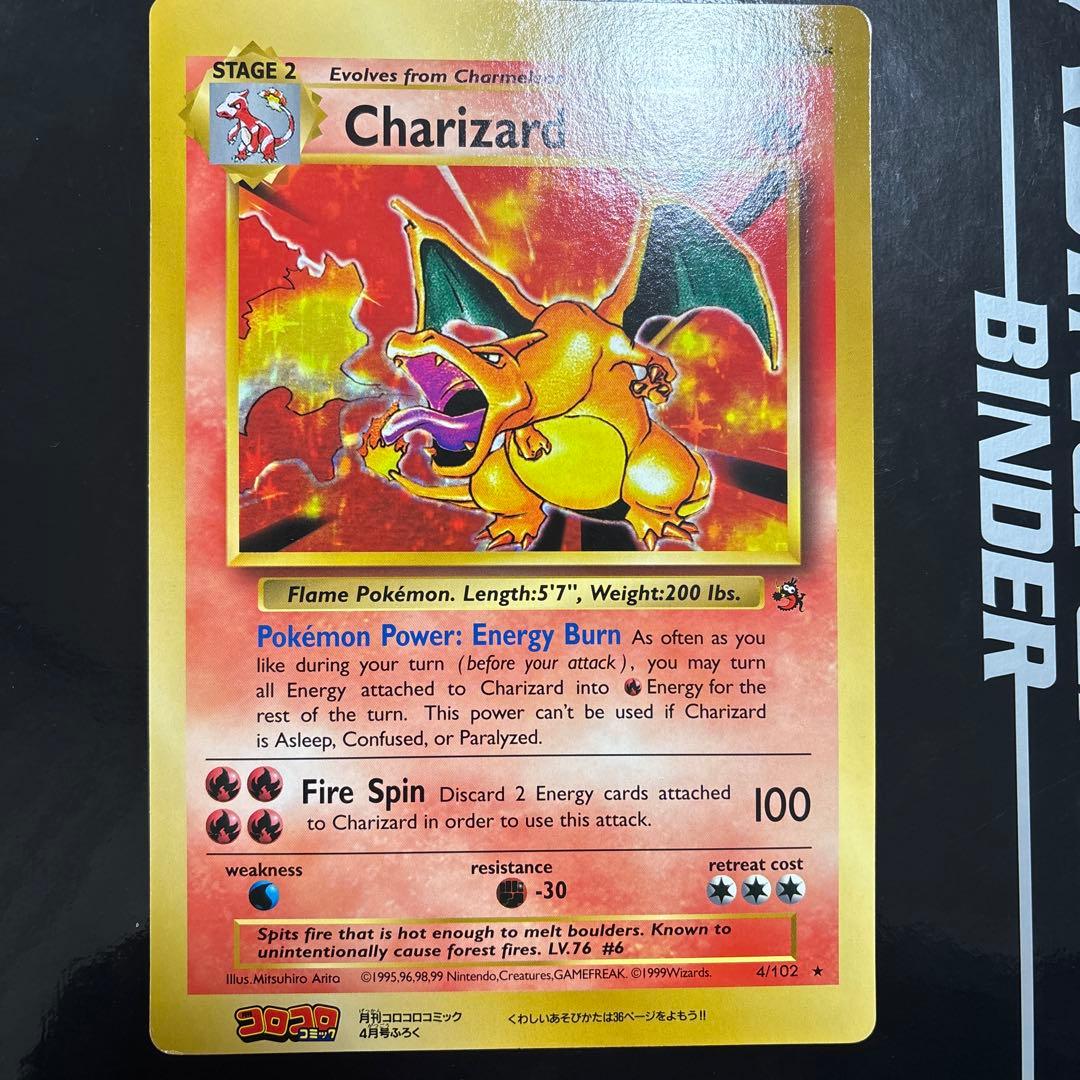 STAGE 2
Evolves from Charmeleon
Charizard
Flame Pokémon. Length:5'7", Weight:200 lbs.
Pokémon Power: Energy Burn As often as you
like during your turn (before your attack), you may turn
all Energy attached to Charizard into Energy for the
rest of the turn. This power can't be used if Charizard
is Asleep, Confused, or Paralyzed.
Fire Spin Discard 2 Energy cards attached
to Charizard in order to use this attack.
100
weakness
resistance
-30
retreat cost
Spits fire that is hot enough to melt boulders. Known to
unintentionally cause forest fires. LV.76 #6
Illus.Mitsuhiro Arita ©1995,96,98,99 Nintendo,Creatures,GAMEFREAK. ©1999Wizards. 4/102 ★
コロコロ
コミック
月刊コロコロコミック
4月号ふろく
くわしいあそびかたは36ページをよもう!!
BINDER